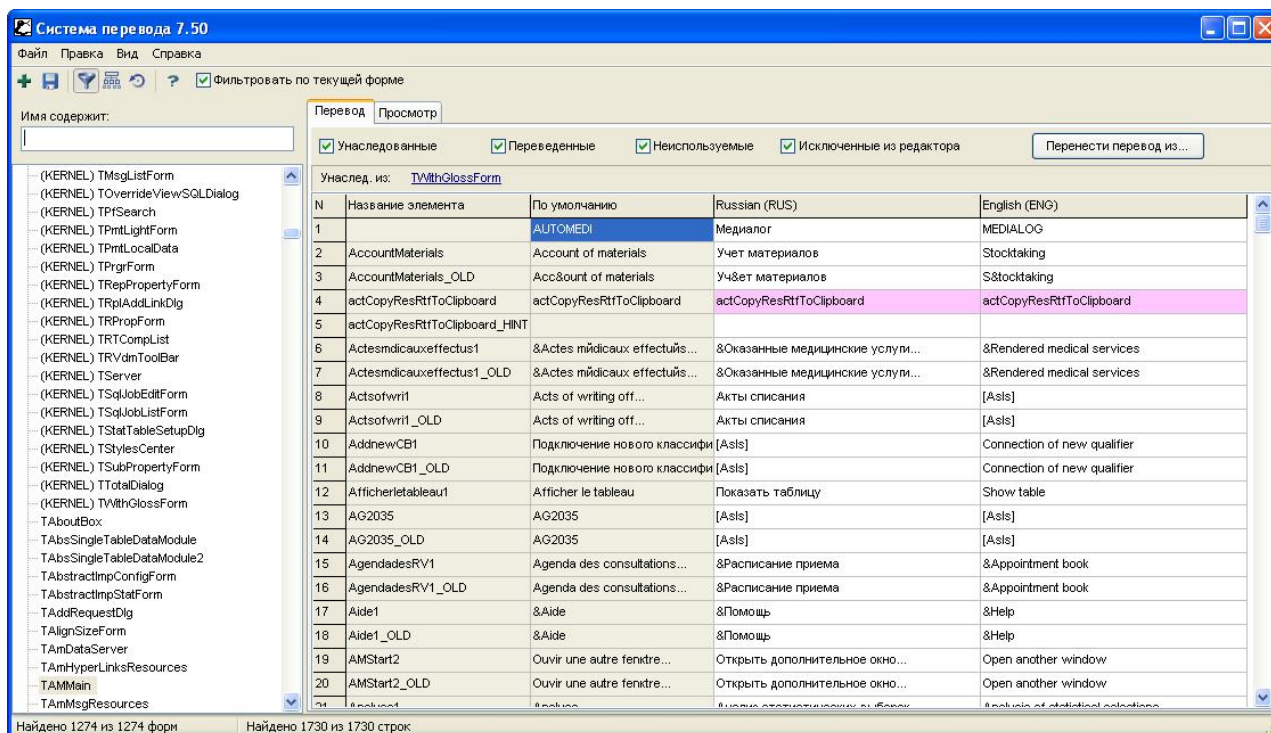 Система перевода 7.50
Файл Правка Вид Справка
Фильтровать по текущей форме
Имя содержит:
(KERNEL) TMsgListForm
(KERNEL) TOverrideViewSQLDialog
(KERNEL) TPfSearch
(KERNEL) TPmtLightForm
(KERNEL) TPmtLocalData
(KERNEL) TPrgrForm
(KERNEL) TRepPropertyForm
(KERNEL) TRplAddLinkDlg
(KERNEL) TRPropForm
(KERNEL) TRTCompList
(KERNEL) TRVdmToolBar
(KERNEL) TServer
(KERNEL) TSqlJobEditForm
(KERNEL) TSqlJobListForm
(KERNEL) TStatTableSetupDlg
(KERNEL) TStylesCenter
(KERNEL) TSubPropertyForm
(KERNEL) TTotalDialog
(KERNEL) TWithGlossForm
TAboutBox
TAbsSingleTableDataModule
TAbsSingleTableDataModule2
TAbstractImpConfigForm
TAbstractImpStatForm
TAddRequestDlg
TAlignSizeForm
TAmDataServer
TAmHyperLinksResources
TAMMain
TAmMsgResources
Перевод Просмотр
Унаследованные Переведенные Неиспользуемые Исключенные из редактора Перенести перевод из...
Унаслед. из: TWithGlossForm
N Название элемента По умолчанию Russian (RUS) English (ENG)
1 AUTOMEDI Медиалог MEDIALOG
2 AccountMaterials Account of materials Учет материалов Stocktaking
3 AccountMaterials_OLD Acc&ount of materials Уч&ет материалов S&tocktaking
4 actCopyResRtfToClipboard actCopyResRtfToClipboard actCopyResRtfToClipboard actCopyResRtfToClipboard
5 actCopyResRtfToClipboard_HINT
6 Actesmdicauxeffectus1 &Actes mйdicaux effectuйs... &Оказанные медицинские услуги... &Rendered medical services
7 Actesmdicauxeffectus1_OLD &Actes mйdicaux effectuйs... &Оказанные медицинские услуги... &Rendered medical services
8 Actsofwri1 Acts of writing off... Акты списания [AsIs]
9 Actsofwri1_OLD Acts of writing off... Акты списания [AsIs]
10 AddnewCB1 Подключение нового классифи [AsIs] Connection of new qualifier
11 AddnewCB1_OLD Подключение нового классифи [AsIs] Connection of new qualifier
12 Afficherletableau1 Afficher le tableau Показать таблицу Show table
13 AG2035 AG2035 [AsIs] [AsIs]
14 AG2035_OLD AG2035 [AsIs] [AsIs]
15 AgendadesRV1 Agenda des consultations... &Расписание приема &Appointment book
16 AgendadesRV1_OLD Agenda des consultations... &Расписание приема &Appointment book
17 Aide1 &Aide &Помощь &Help
18 Aide1_OLD &Aide &Помощь &Help
19 AMStart2 Ouvir une autre fenкtre... Открыть дополнительное окно... Open another window
20 AMStart2_OLD Ouvir une autre fenкtre... Открыть дополнительное окно... Open another window
Найдено 1274 из 1274 форм Найдено 1730 из 1730 строк